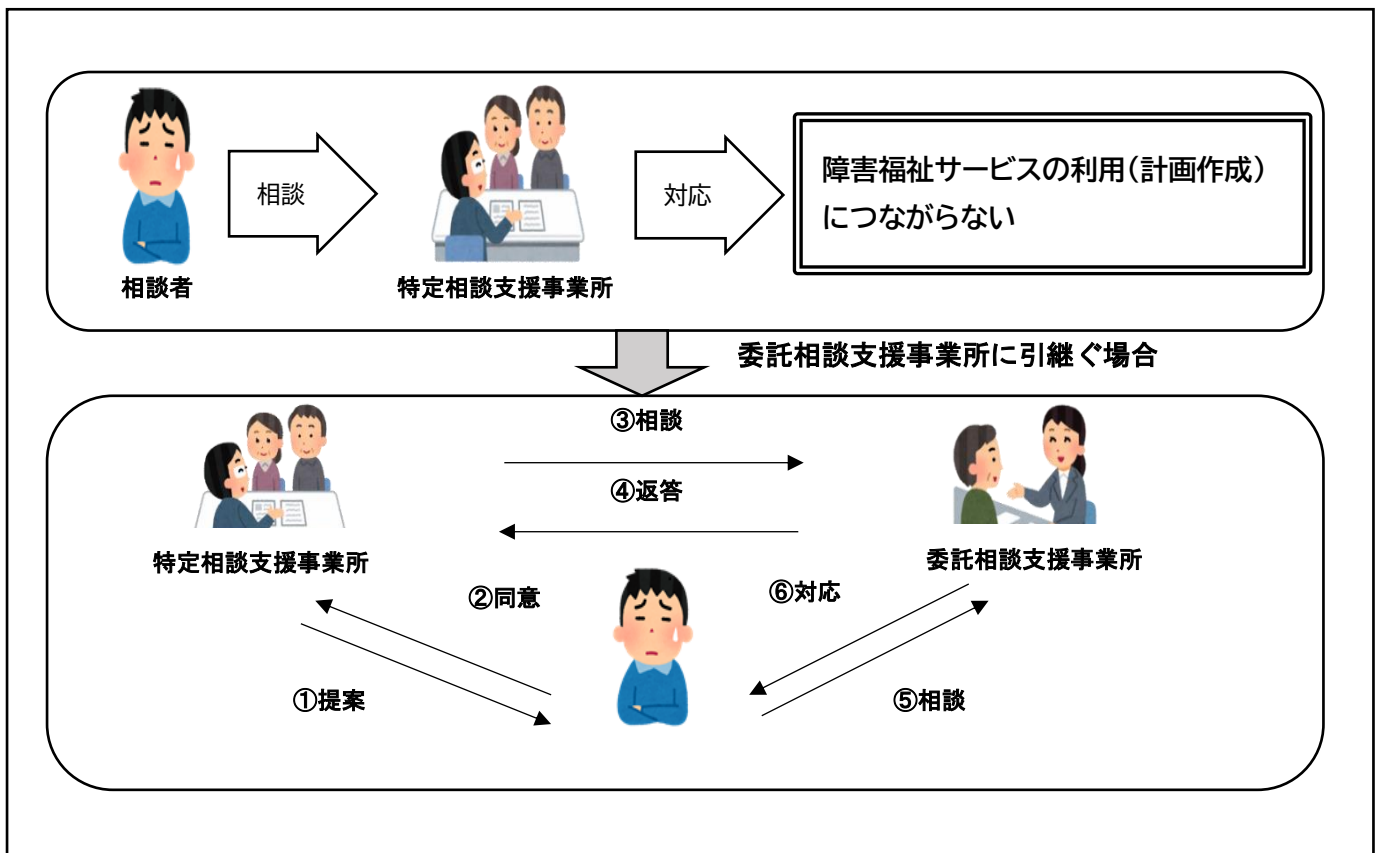 相談
対応
障害福祉サービスの利用（計画作成）
につながらない
相談者
特定相談支援事業所
委託相談支援事業所に引継ぐ場合
③相談
④返答
特定相談支援事業所
委託相談支援事業所
②同意
⑥対応
①提案
⑤相談